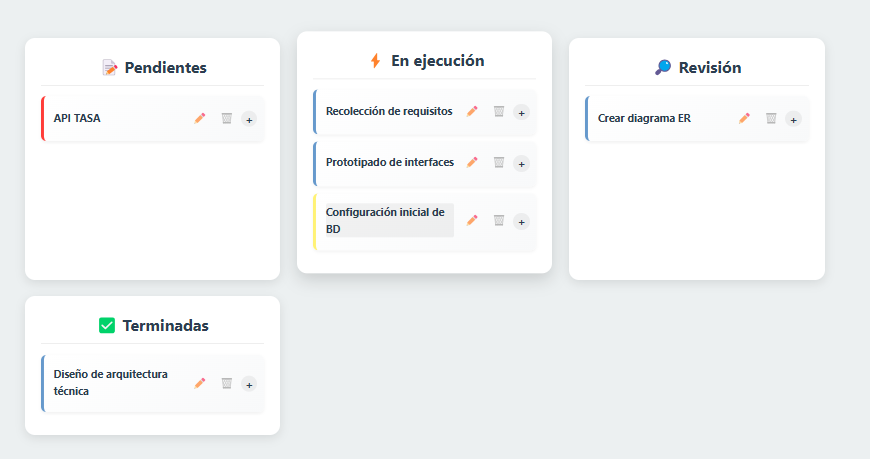 Pendientes
API TASA
+
En ejecución
Recolección de requisitos
+
Prototipado de interfaces
+
Configuración inicial de
BD
+
Revisión
Crear diagrama ER
+
Terminadas
Diseño de arquitectura
técnica
+